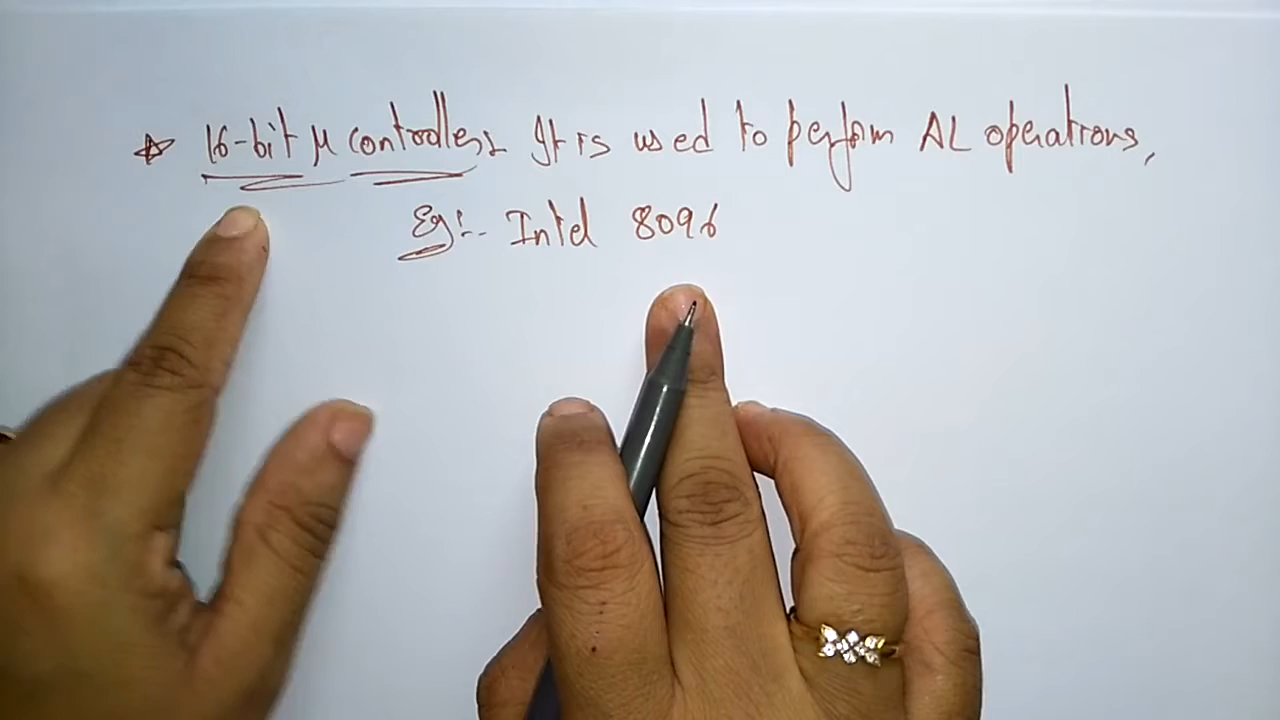 ☆ 16-bit μ controller It is used to perform AL operations,
Eg:- Intel 8096